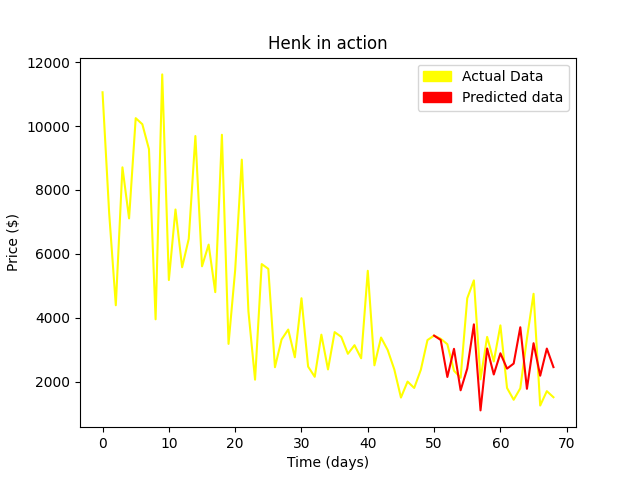 Henk in action
Actual Data
Predicted data
Price ($)
12000
10000
8000
6000
4000
2000
0 10 20 30 40 50 60 70
Time (days)